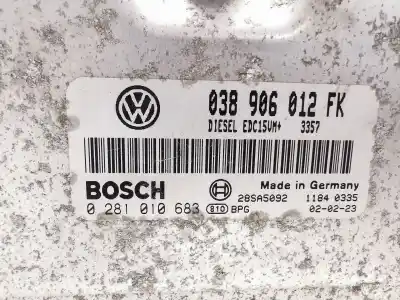 038 906 012 FK
DIESEL EDC15VM+ 3357
BOSCH
Made in Germany
28SA5092 1184 0335
0 281 010 683 810 BPG 02-02-23